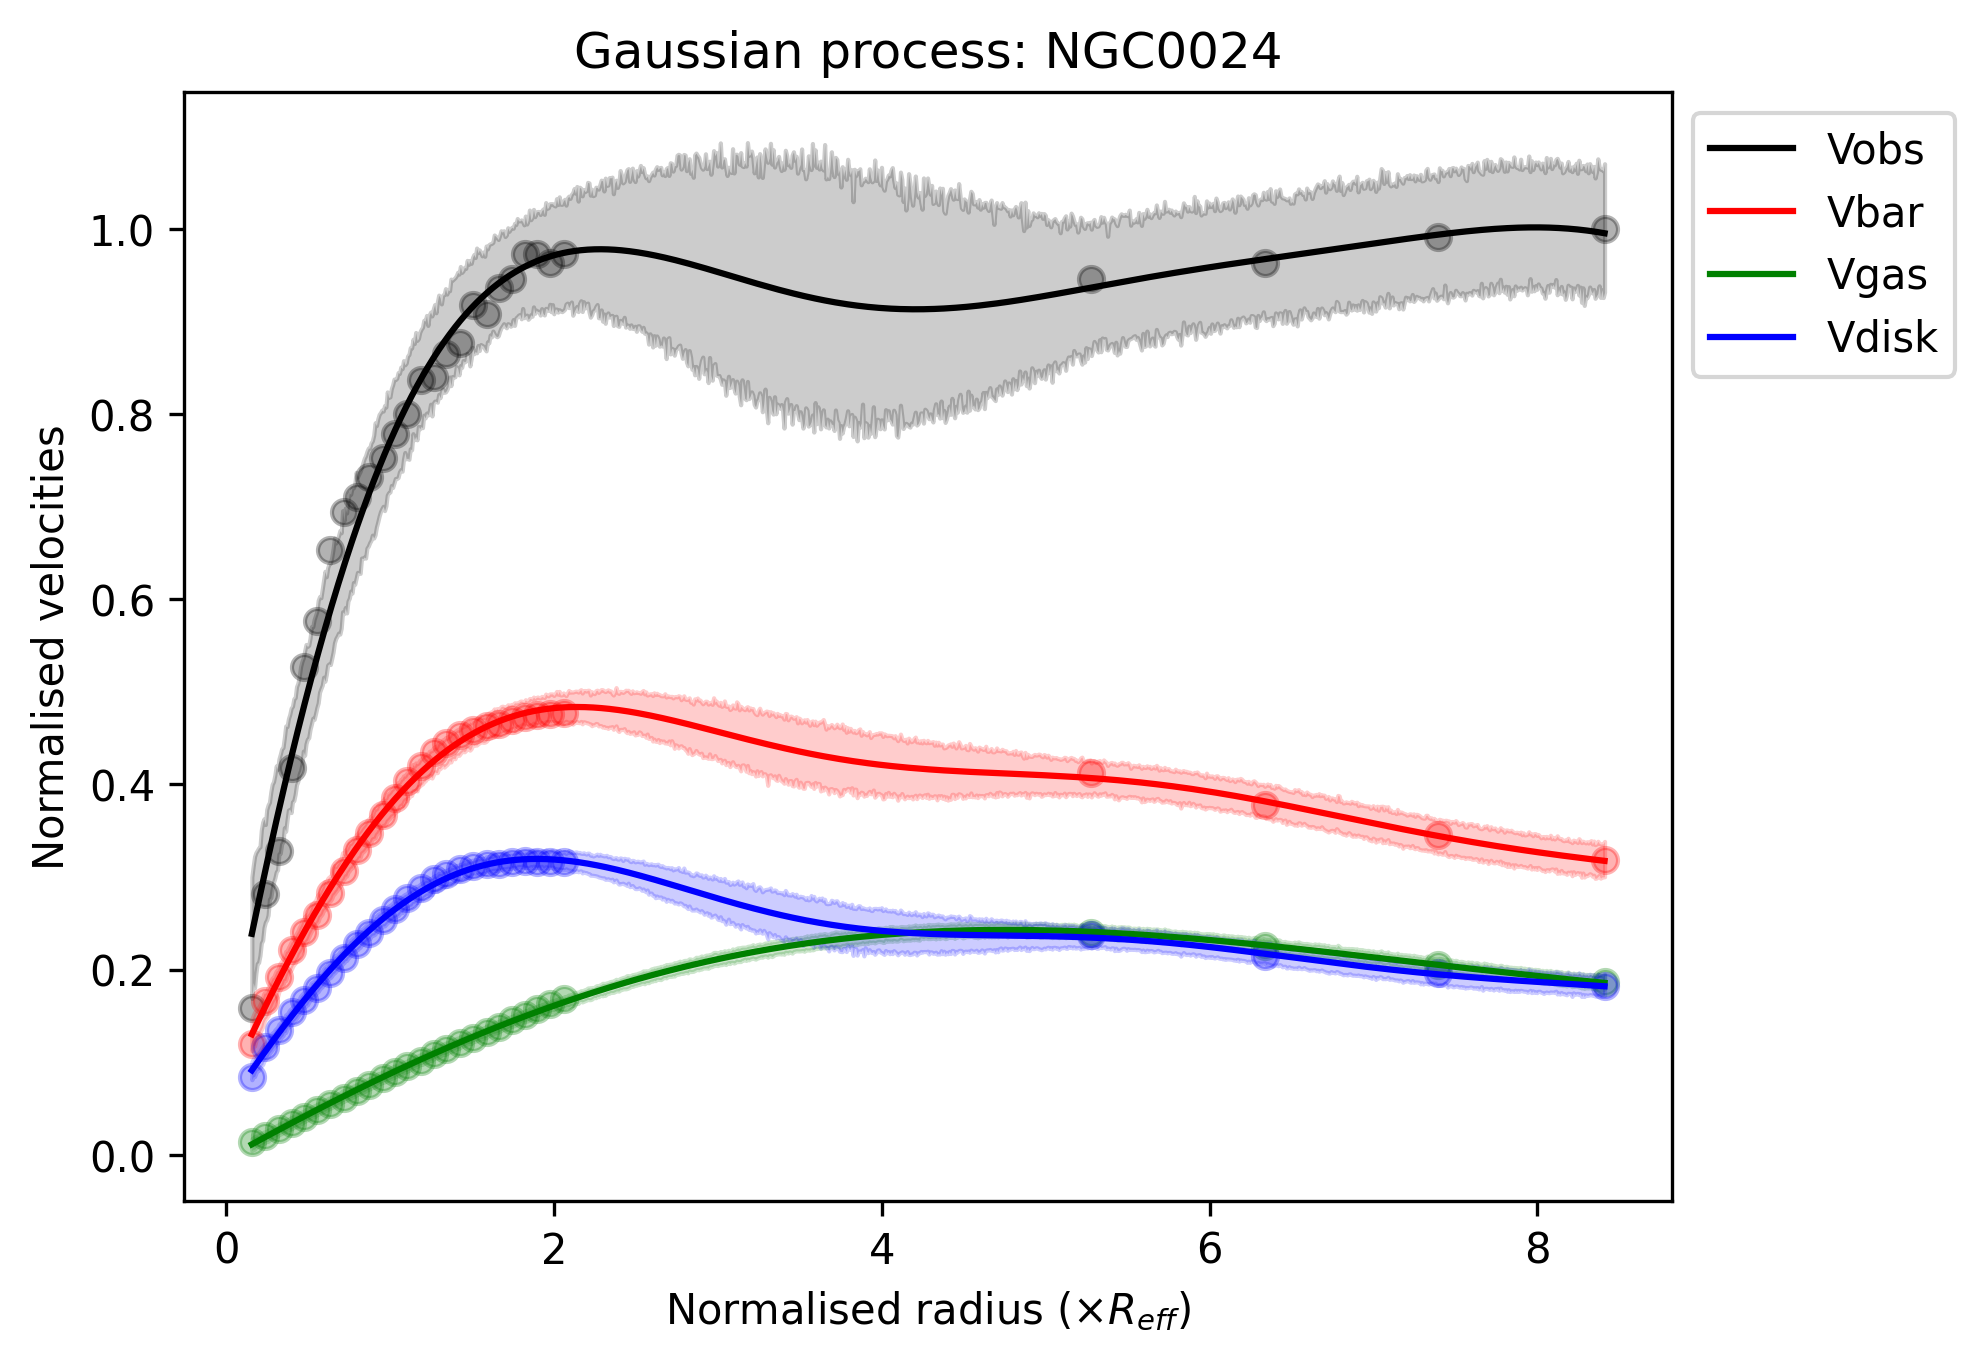 Gaussian process: NGC0024
Vobs
Vbar
Vgas
Vdisk
1.0
0.8
0.6
0.4
0.2
0.0
Normalised velocities
0 2 4 6 8
Normalised radius (×R_eff)